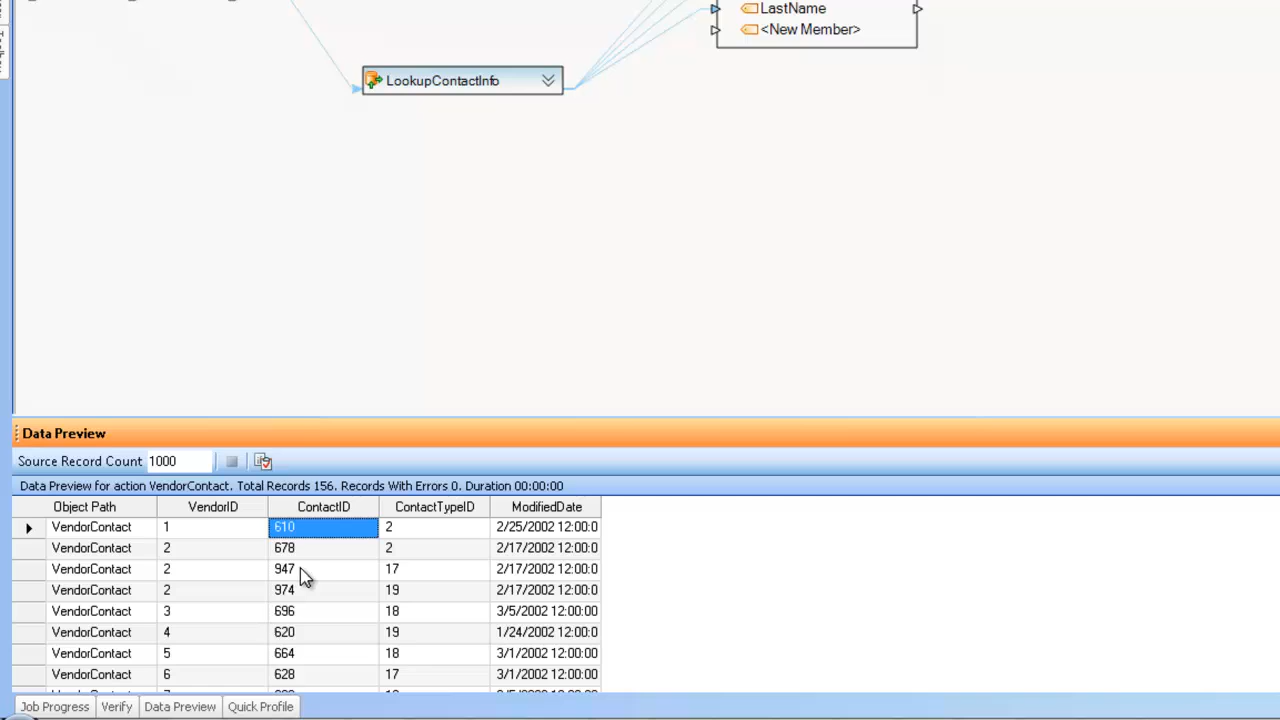 LastName
<New Member>
LookupContactInfo
Data Preview
Source Record Count 1000
Data Preview for action VendorContact. Total Records 156. Records With Errors 0. Duration 00:00:00
Object Path VendorID ContactID ContactTypeID ModifiedDate
VendorContact 1 610 2 2/25/2002 12:00:0
VendorContact 2 678 2 2/17/2002 12:00:0
VendorContact 2 947 17 2/17/2002 12:00:0
VendorContact 2 974 19 2/17/2002 12:00:0
VendorContact 3 696 18 3/5/2002 12:00:0
VendorContact 4 620 19 1/24/2002 12:00:0
VendorContact 5 664 18 3/1/2002 12:00:0
VendorContact 6 628 17 3/1/2002 12:00:0
Job Progress Verify Data Preview Quick Profile